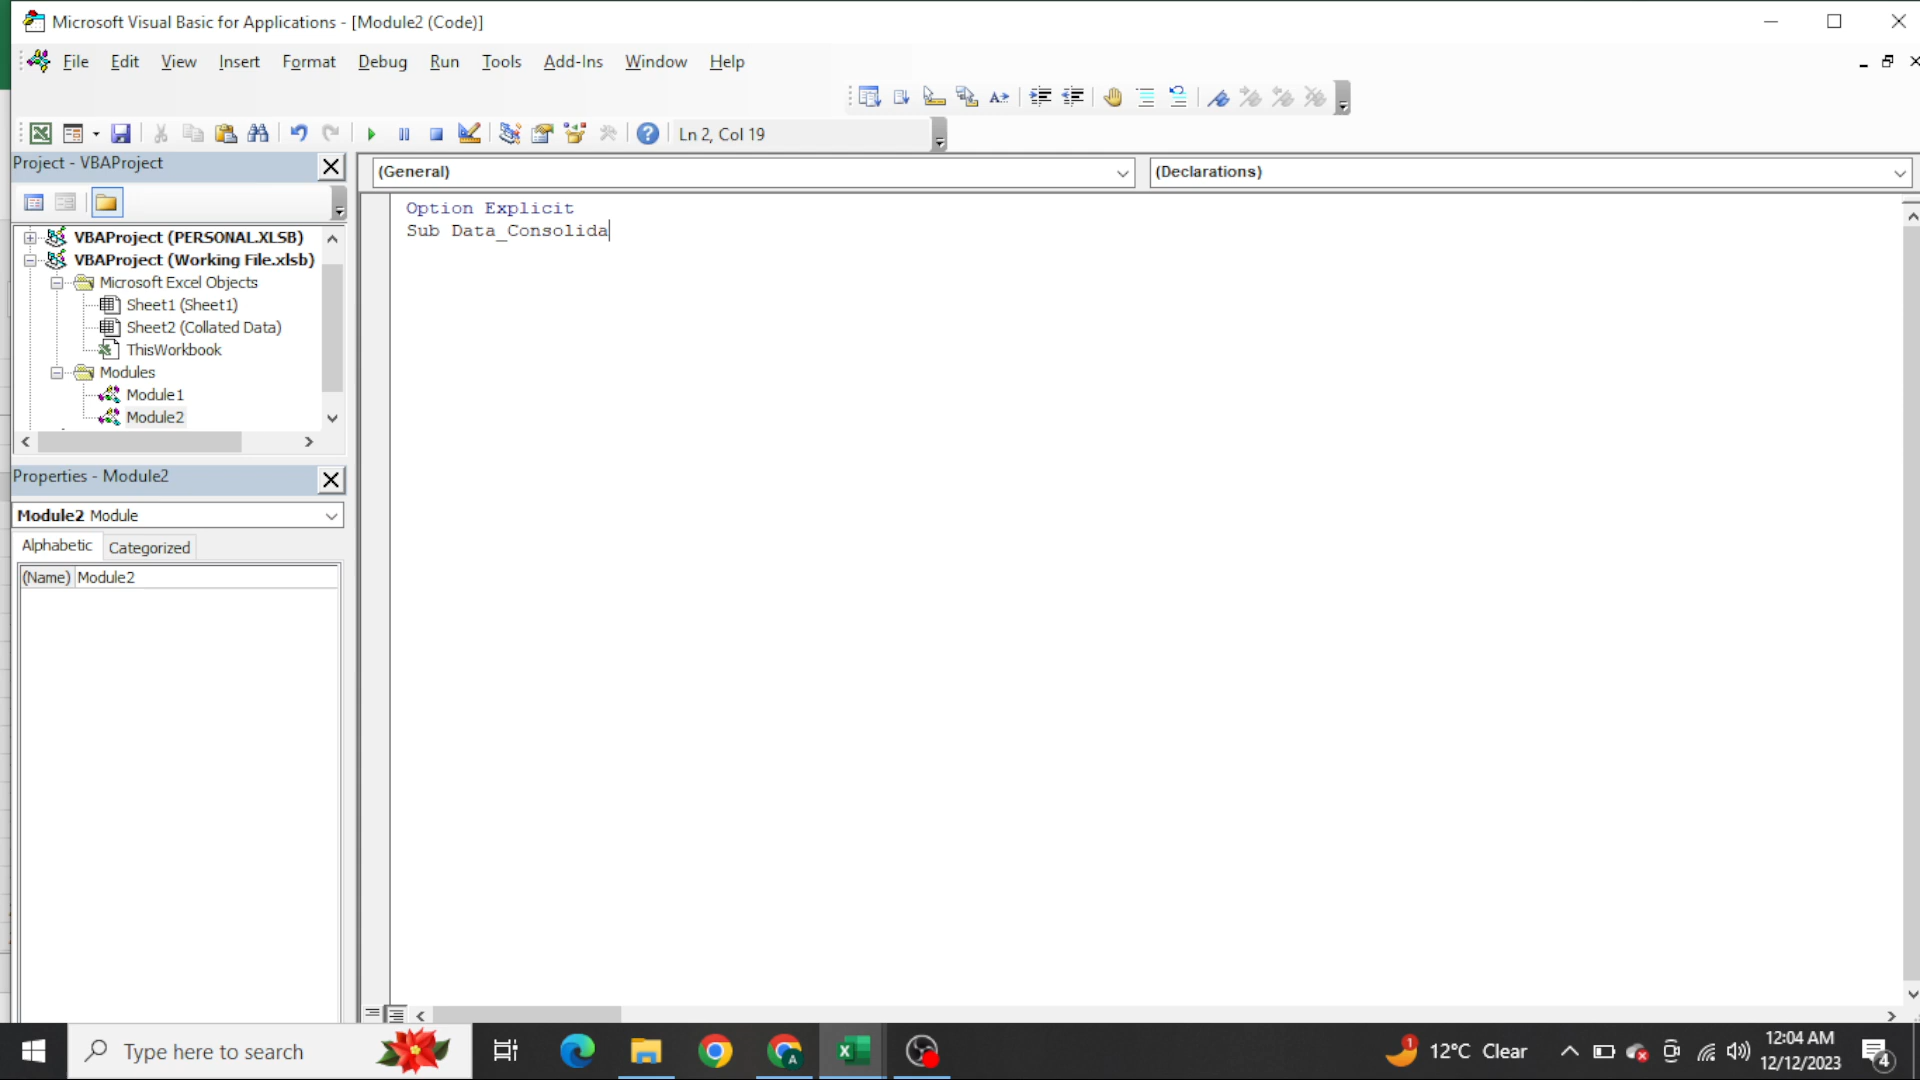 Microsoft Visual Basic for Applications - [Module2 (Code)]
File Edit View Insert Format Debug Run Tools Add-Ins Window Help
Ln 2, Col 19
Project - VBAProject
(General)
(Declarations)
Option Explicit
Sub Data_Consolida
VBAProject (PERSONAL.XLSB)
VBAProject (Working File.xlsb)
Microsoft Excel Objects
Sheet1 (Sheet1)
Sheet2 (Collated Data)
ThisWorkbook
Modules
Module1
Module2
Properties - Module2
Module2 Module
Alphabetic Categorized
(Name) Module2
Type here to search
A
1
12°C Clear
12:04 AM
12/12/2023
4